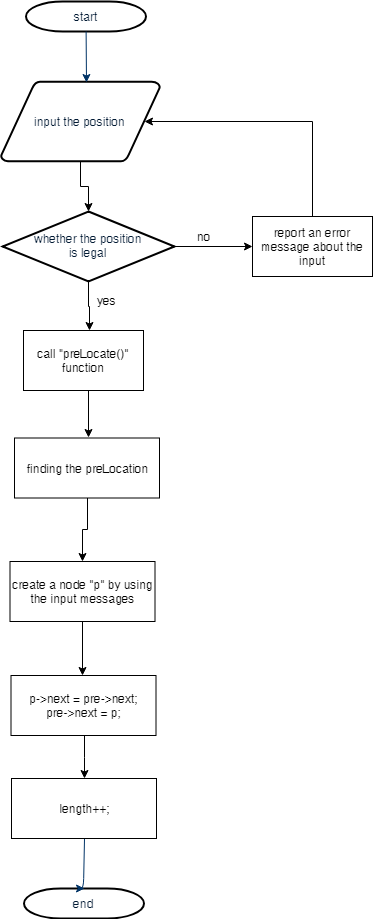 start
input the position
whether the position
is legal
no
report an error
message about the
input
yes
call "preLocate()"
function
finding the preLocation
create a node "p" by using
the input messages
p->next = pre->next;
pre->next = p;
length++;
end